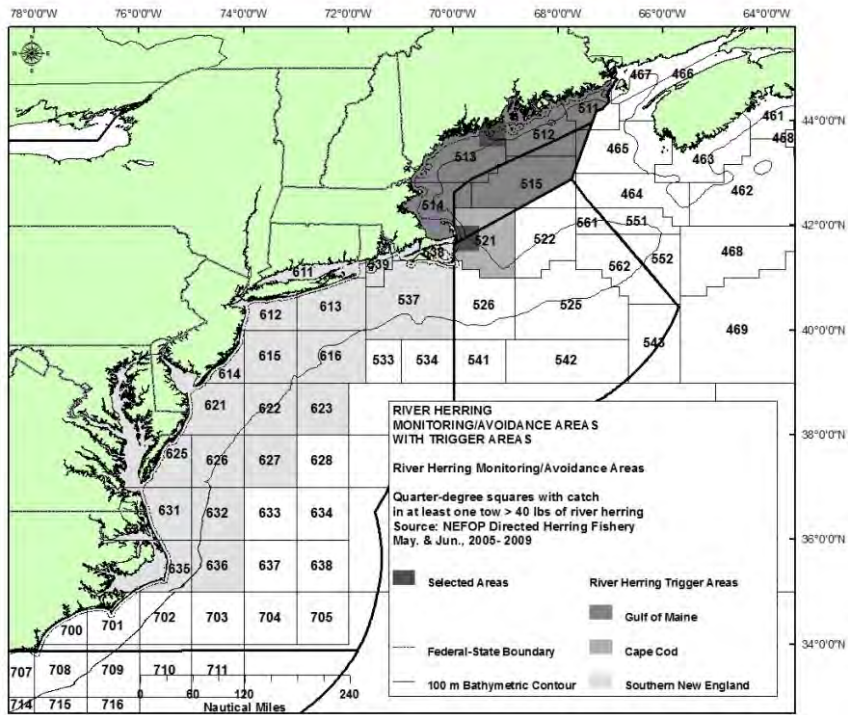 78°0'0"W 76°0'0"W 74°0'0"W 72°0'0"W 70°0'0"W 68°0'0"W 66°0'0"W 64°0'0"W
467 466
511
461
44°0'0"N
512
458
513 465
463
515
464 462
514
42°0'0"N
551
561
521 522
538
552 468
539
562
611
613 537
526 525
612
40°0'0"N
469
543
615 616
533 534 541 542
614
621 622 623
38°0'0"N
625
626 627 628
631 632 633 634
36°0'0"N
635 636 637 638
702 703 704 705
701
700
34°0'0"N
707 708 709 710 711
714 715 716
0 60 120 240
Nautical Miles
RIVER HERRING
MONITORING/AVOIDANCE AREAS
WITH TRIGGER AREAS
River Herring Monitoring/Avoidance Areas
Quarter-degree squares with catch
in at least one tow > 40 lbs of river herring
Source: NEFOP Directed Herring Fishery
May. & Jun., 2005- 2009
Selected Areas
Federal-State Boundary
100 m Bathymetric Contour
River Herring Trigger Areas
Gulf of Maine
Cape Cod
Southern New England